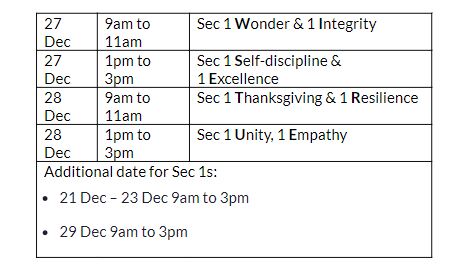 27 Dec 9am to 11am Sec 1 Wonder & 1 Integrity
27 Dec 1pm to 3pm Sec 1 Self-discipline & 1 Excellence
28 Dec 9am to 11am Sec 1 Thanksgiving & 1 Resilience
28 Dec 1pm to 3pm Sec 1 Unity, 1 Empathy
Additional date for Sec 1s:
• 21 Dec – 23 Dec 9am to 3pm
• 29 Dec 9am to 3pm